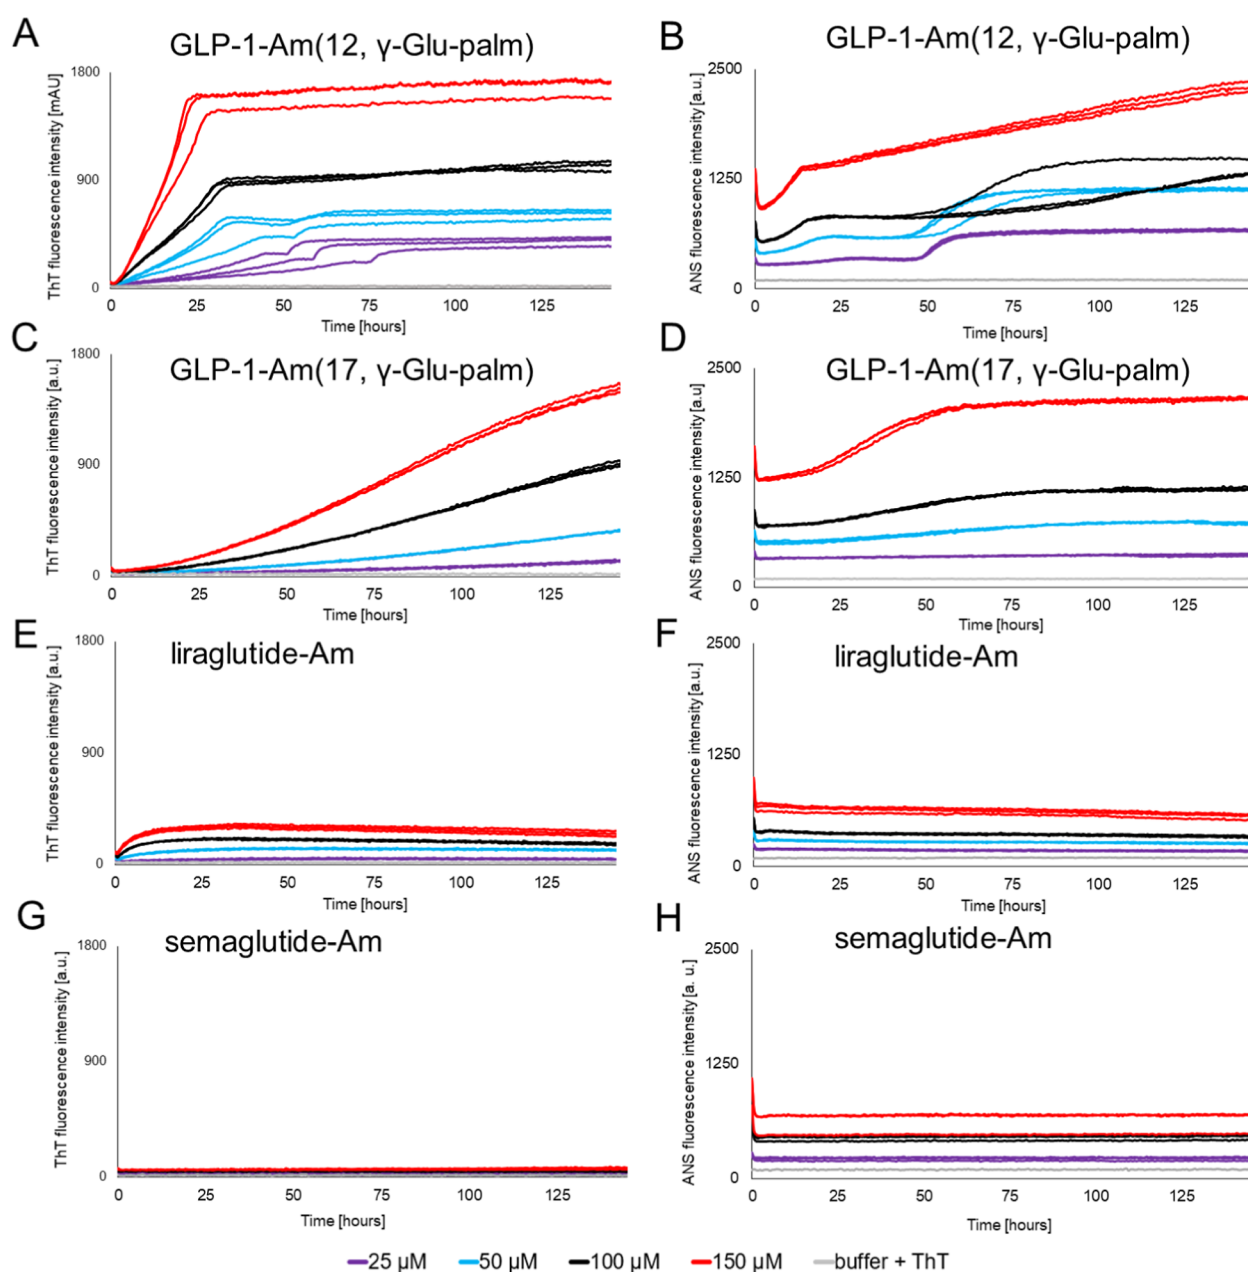 A
GLP-1-Am(12, γ-Glu-palm)
ThT fluorescence intensity [mAU]
1800
900
0
0 25 50 75 100 125
Time [hours]
B
GLP-1-Am(12, γ-Glu-palm)
ANS fluorescence intensity [a.u.]
2500
1250
0
0 25 50 75 100 125
Time [hours]
C
GLP-1-Am(17, γ-Glu-palm)
ThT fluorescence intensity [a.u.]
1800
900
0
0 25 50 75 100 125
Time [hours]
D
GLP-1-Am(17, γ-Glu-palm)
ANS fluorescence intensity [a.u]
2500
1250
0
0 25 50 75 100 125
Time [hours]
E
liraglutide-Am
ThT fluorescence intensity [a.u.]
1800
900
0
0 25 50 75 100 125
Time [hours]
F
liraglutide-Am
ANS fluorescence intensity [a.u.]
2500
1250
0
0 25 50 75 100 125
Time [hours]
G
semaglutide-Am
ThT fluorescence intensity [a.u.]
1800
900
0
0 25 50 75 100 125
Time [hours]
H
semaglutide-Am
ANS fluorescence intensity [a. u.]
2500
1250
0
0 25 50 75 100 125
Time [hours]
25 µM 50 µM 100 µM 150 µM buffer + ThT